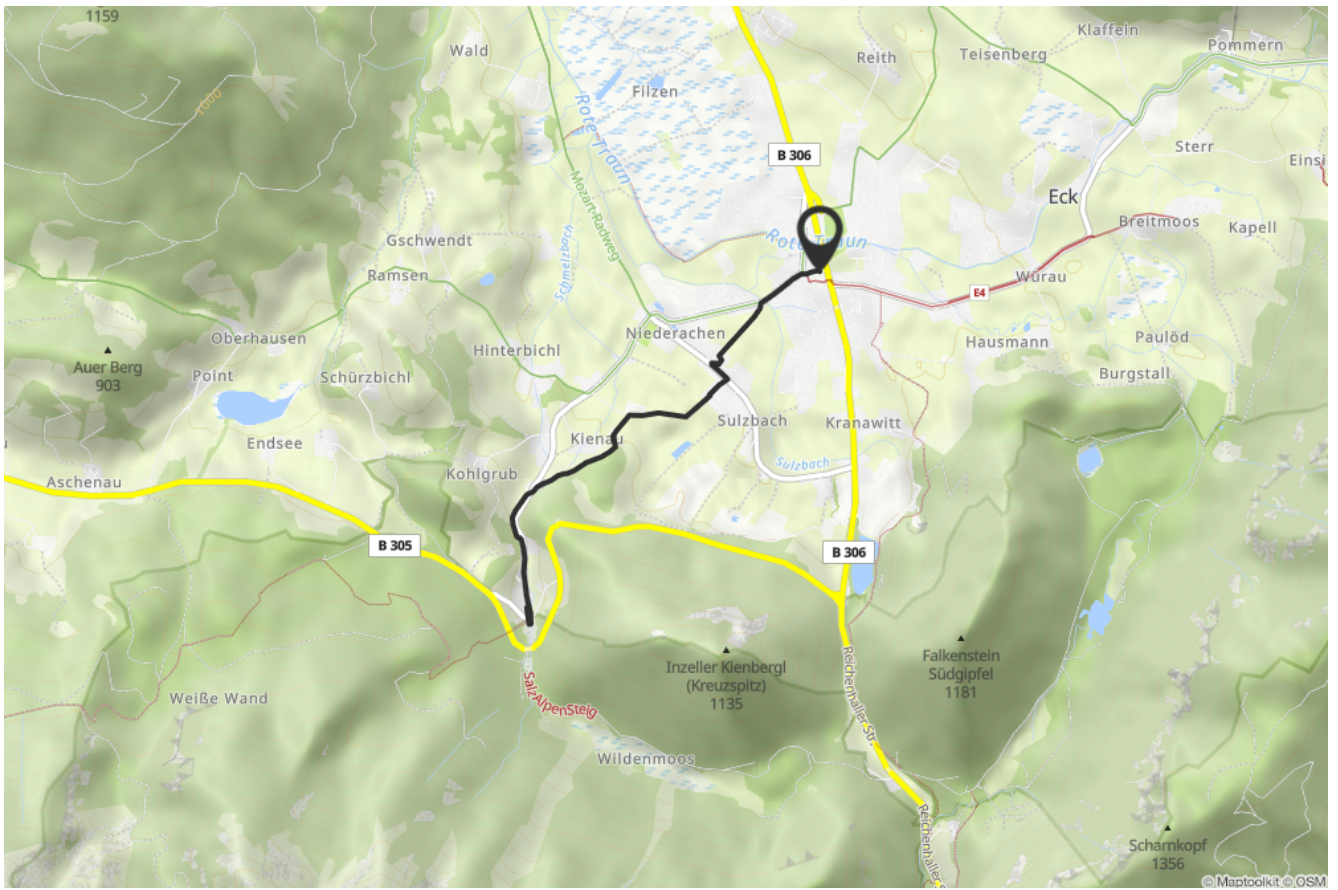 1159
Wald
Klaffeln
Pommern
Teisenberg
Reith
Filzen
1000
Rote Traun
Sterr
Einsi
B 306
Mozart-Radweg
Eck
Breitmoos
Kapell
Gschwendt
Rote Traun
Schmelzbach
Ramsen
Würau
E4
Oberhausen
Niederachen
Hausmann
Paulöd
Hinterbichl
Auer Berg
903
Point
Schürzbichl
Burgstall
Sulzbach
Kranawitt
Endsee
Kienau
Sulzbach
Kohlgrub
Aschenau
B 305
B 306
Inzeller Kienbergl
(Kreuzspitz)
1135
Falkenstein
Südgipfel
1181
Reichenhaller Str.
Weiße Wand
SalzAlpenSteig
Wildenmoos
Reichenhaller S
Scharnkopf
1356
© Maptoolkit © OSM